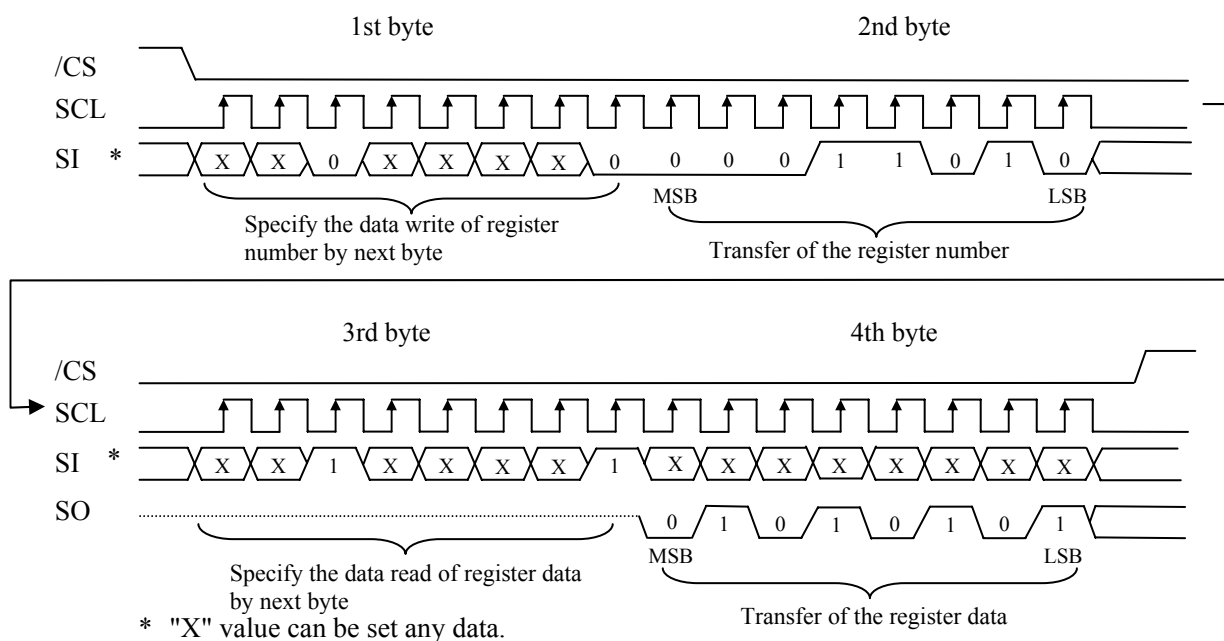 1st byte 2nd byte
/CS
SCL
SI * X X 0 X X X X 0 0 0 0 1 1 0 1 0
MSB LSB
Specify the data write of register
number by next byte
Transfer of the register number
3rd byte 4th byte
/CS
SCL
SI * X X 1 X X X X 1 X X X X X X X X
SO 0 1 0 1 0 1 0 1
MSB LSB
Specify the data read of register data
by next byte
Transfer of the register data
* "X" value can be set any data.